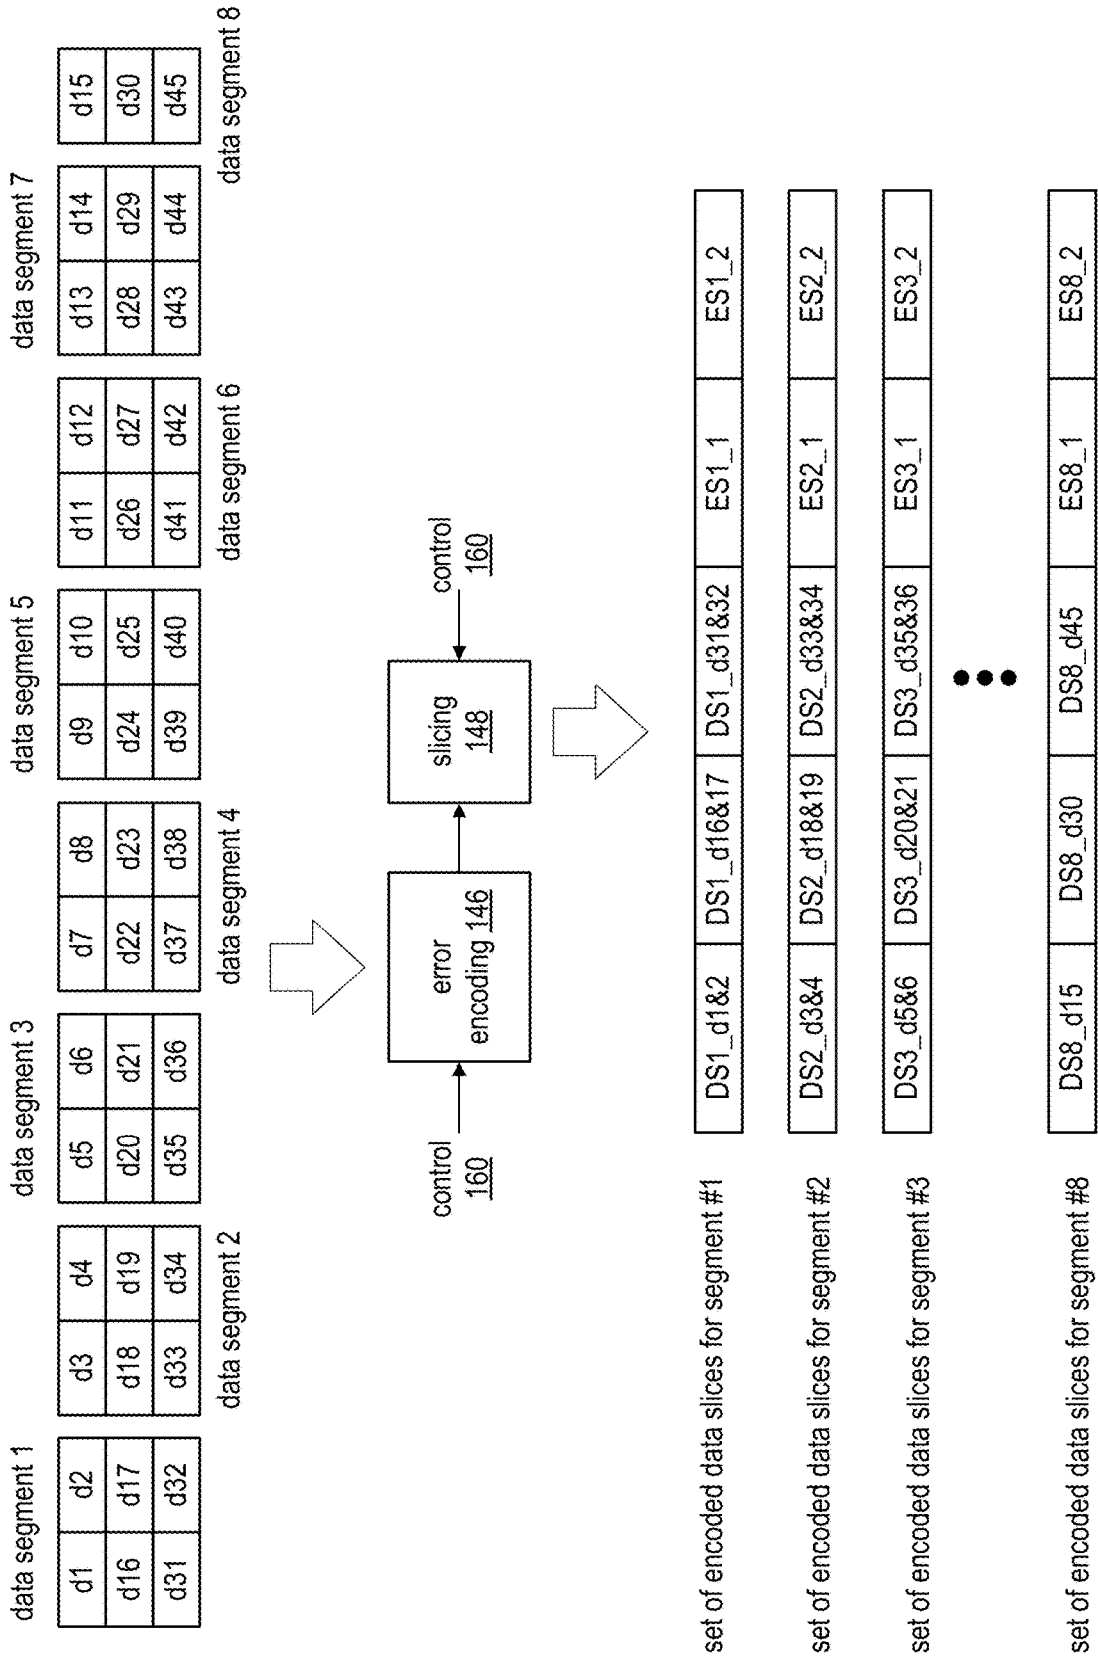 data segment 1
data segment 3
data segment 5
data segment 7
d1 d2 d3 d4 d5 d6 d7 d8 d9 d10 d11 d12 d13 d14 d15
d16 d17 d18 d19 d20 d21 d22 d23 d24 d25 d26 d27 d28 d29 d30
d31 d32 d33 d34 d35 d36 d37 d38 d39 d40 d41 d42 d43 d44 d45
data segment 2
data segment 4
data segment 6
data segment 8
control
160
error
encoding 146
slicing
148
control
160
set of encoded data slices for segment #1 DS1_d1&2 DS1_d16&17 DS1_d31&32 ES1_1 ES1_2
set of encoded data slices for segment #2 DS2_d3&4 DS2_d18&19 DS2_d33&34 ES2_1 ES2_2
set of encoded data slices for segment #3 DS3_d5&6 DS3_d20&21 DS3_d35&36 ES3_1 ES3_2
set of encoded data slices for segment #8 DS8_d15 DS8_d30 DS8_d45 ES8_1 ES8_2